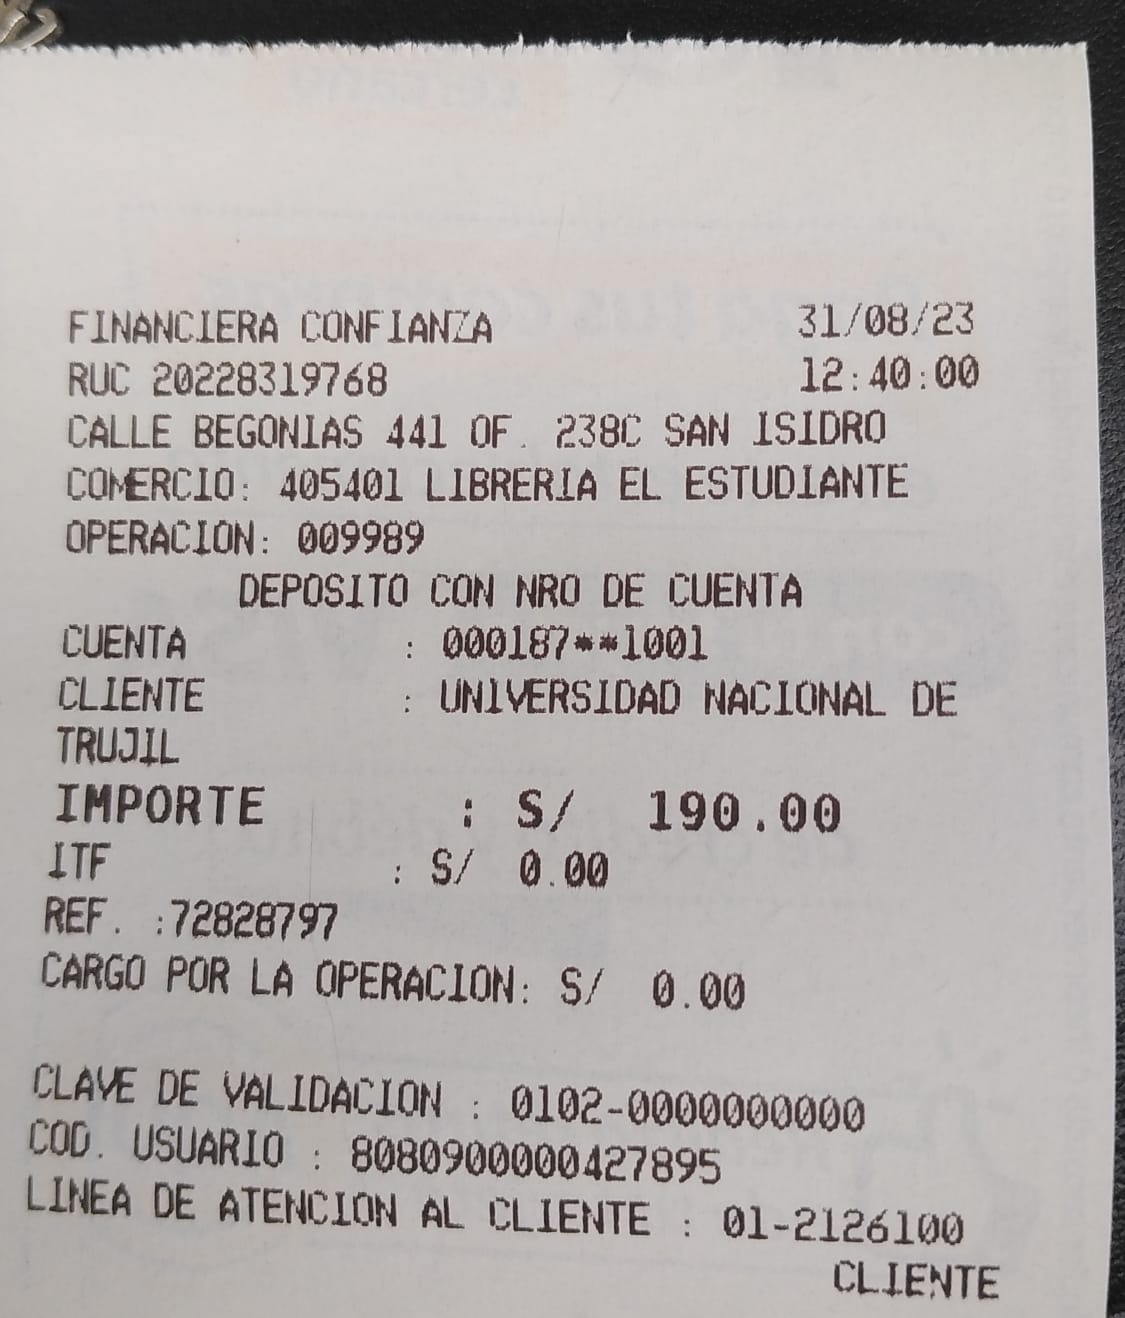 FINANCIERA CONFIANZA 31/08/23
RUC 20228319768 12:40:00
CALLE BEGONIAS 441 OF. 238C SAN ISIDRO
COMERCIO: 405401 LIBRERIA EL ESTUDIANTE
OPERACION: 009989
DEPOSITO CON NRO DE CUENTA
CUENTA : 000187**1001
CLIENTE : UNIVERSIDAD NACIONAL DE
TRUJIL
IMPORTE : S/ 190.00
ITF : S/ 0.00
REF. :72828797
CARGO POR LA OPERACION: S/ 0.00
CLAVE DE VALIDACION : 0102-0000000000
COD. USUARIO : 8080900000427895
LINEA DE ATENCION AL CLIENTE : 01-2126100
CLIENTE